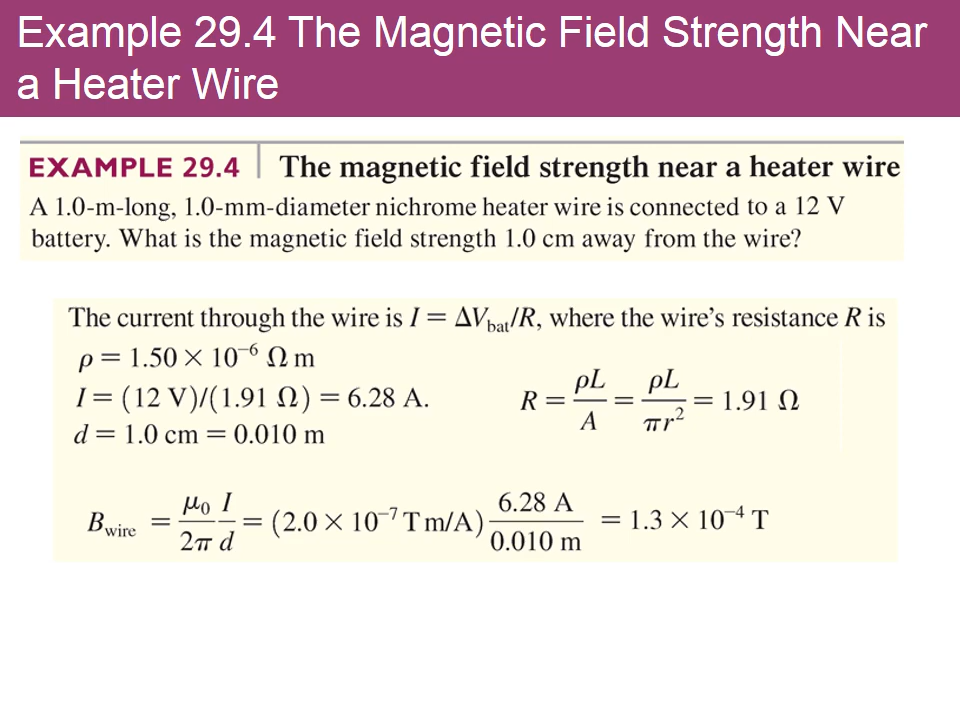 Example 29.4 The Magnetic Field Strength Near
a Heater Wire
EXAMPLE 29.4 The magnetic field strength near a heater wire
A 1.0-m-long, 1.0-mm-diameter nichrome heater wire is connected to a 12 V
battery. What is the magnetic field strength 1.0 cm away from the wire?
The current through the wire is I = ΔV_bat/R, where the wire's resistance R is
ρ = 1.50 × 10⁻⁶ Ω m
I = (12 V)/(1.91 Ω) = 6.28 A.
R = ρL/A = ρL/πr² = 1.91 Ω
d = 1.0 cm = 0.010 m
B_wire = μ₀ I/2π d = (2.0 × 10⁻⁷ T m/A) 6.28 A/0.010 m = 1.3 × 10⁻⁴ T